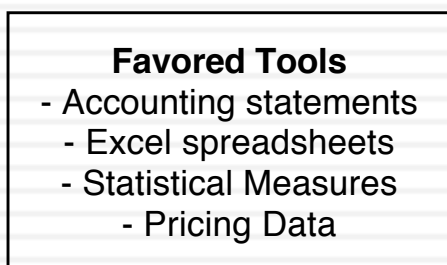 Favored Tools
- Accounting statements
- Excel spreadsheets
- Statistical Measures
- Pricing Data